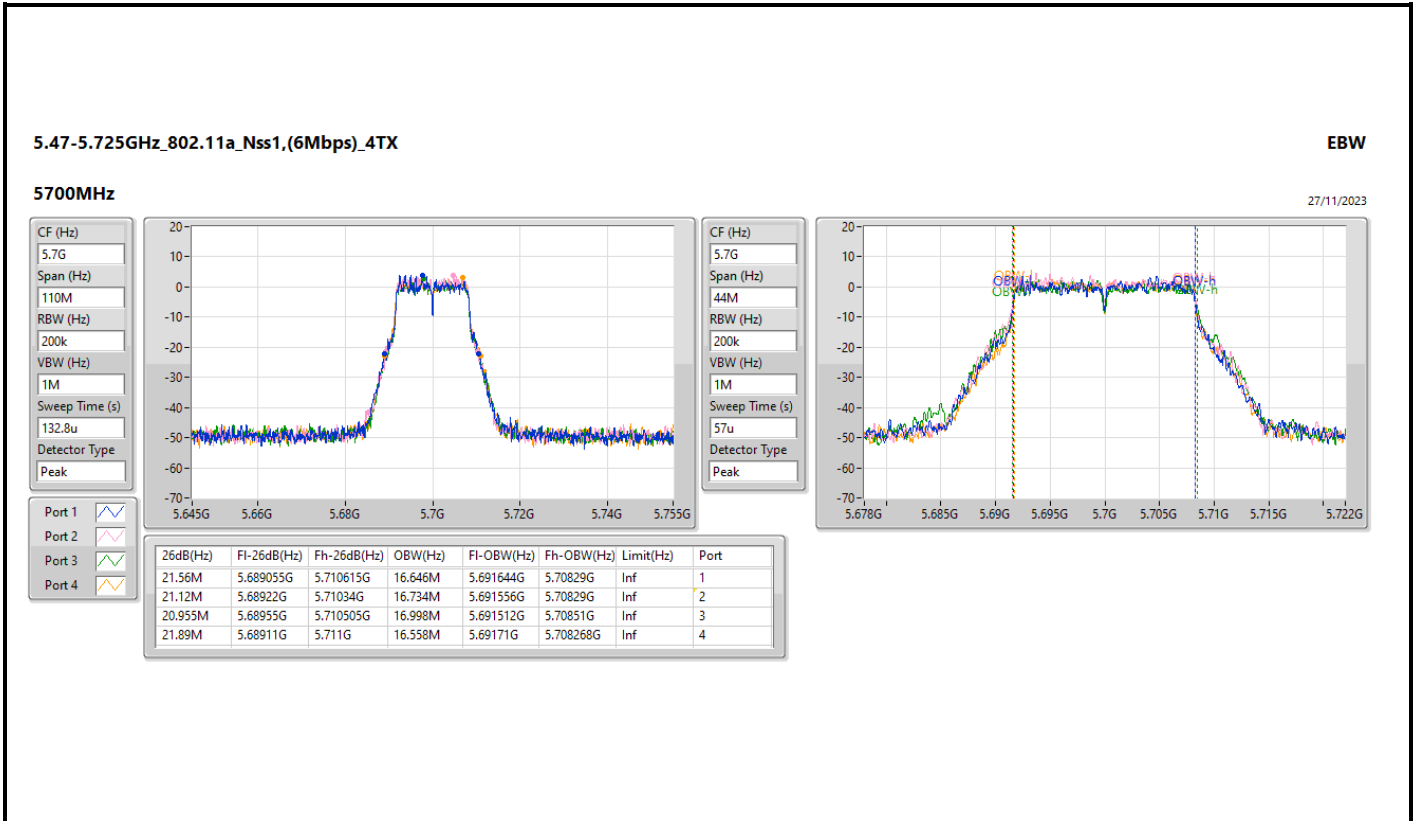 5.47-5.725GHz_802.11a_Nss1,(6Mbps)_4TX
EBW
5700MHz
27/11/2023
CF (Hz)
5.7G
Span (Hz)
110M
RBW (Hz)
200k
VBW (Hz)
1M
Sweep Time (s)
132.8u
Detector Type
Peak
20
10
0
-10
-20
-30
-40
-50
-60
-70
5.645G 5.66G 5.68G 5.7G 5.72G 5.74G 5.755G
CF (Hz)
5.7G
Span (Hz)
44M
RBW (Hz)
200k
VBW (Hz)
1M
Sweep Time (s)
57u
Detector Type
Peak
20
10
0
-10
-20
-30
-40
-50
-60
-70
OBW-h
5.678G 5.685G 5.69G 5.695G 5.7G 5.705G 5.71G 5.715G 5.722G
Port 1
Port 2
Port 3
Port 4
26dB(Hz) Fl-26dB(Hz) Fh-26dB(Hz) OBW(Hz) Fl-OBW(Hz) Fh-OBW(Hz) Limit(Hz) Port
21.56M 5.689055G 5.710615G 16.646M 5.691644G 5.70829G Inf 1
21.12M 5.68922G 5.71034G 16.734M 5.691556G 5.70829G Inf 2
20.955M 5.68955G 5.710505G 16.998M 5.691512G 5.70851G Inf 3
21.89M 5.68911G 5.711G 16.558M 5.69171G 5.708268G Inf 4